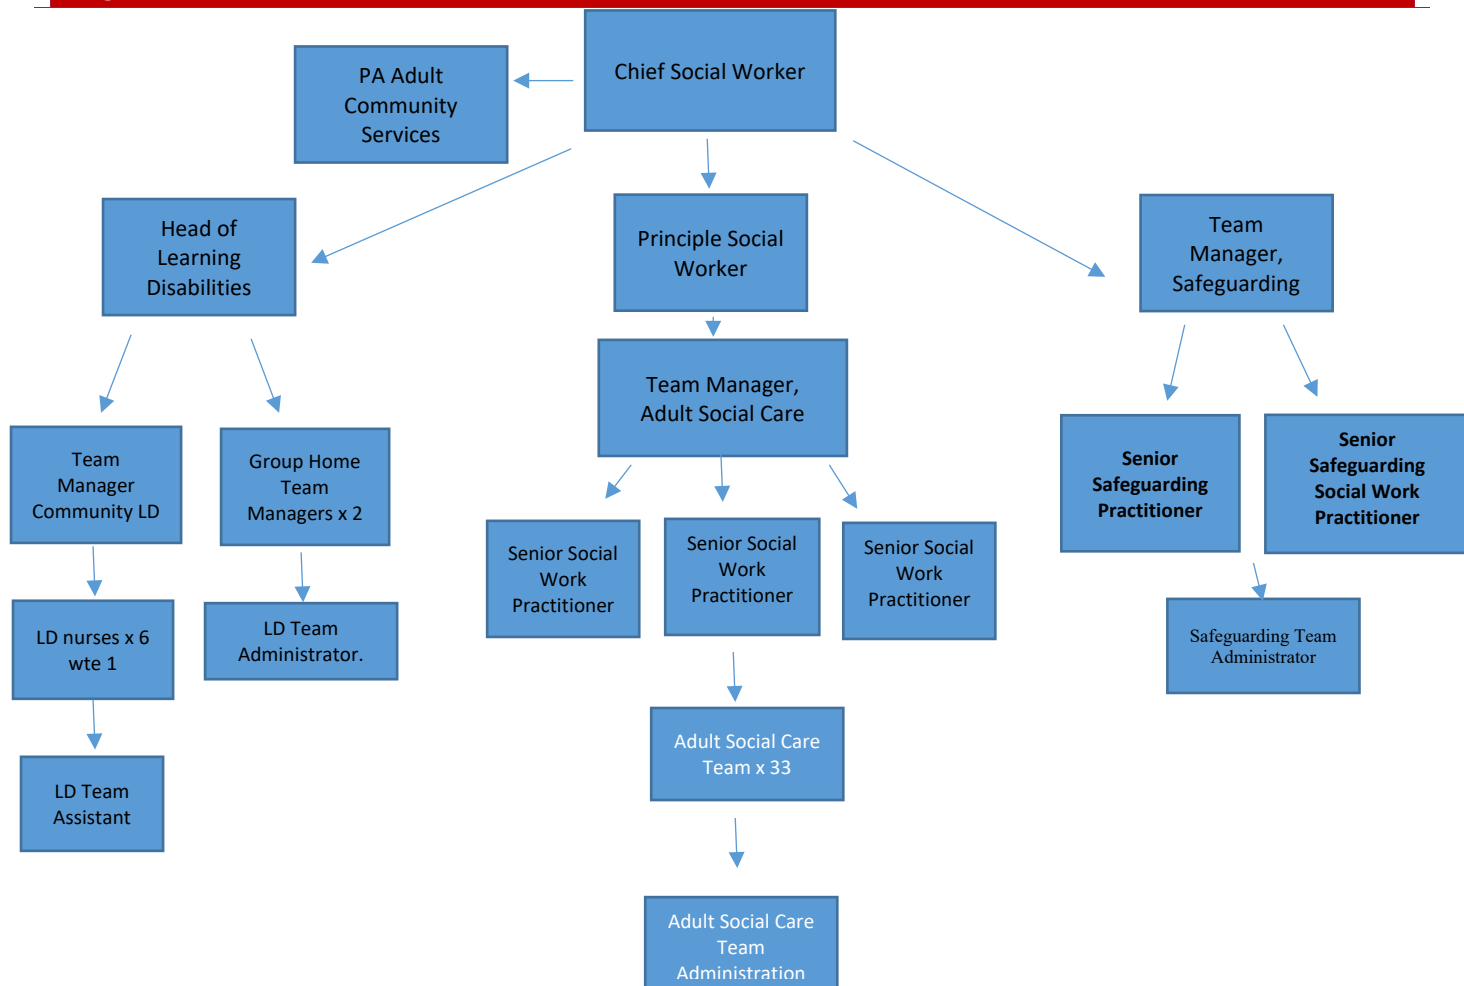 Chief Social Worker
PA Adult
Community
Services
Head of
Learning
Disabilities
Principle Social
Worker
Team
Manager,
Safeguarding
Team Manager,
Adult Social Care
Team
Manager
Community LD
Group Home
Team
Managers x 2
Senior
Safeguarding
Practitioner
Senior
Safeguarding
Social Work
Practitioner
Senior Social
Work
Practitioner
Senior Social
Work
Practitioner
Senior Social
Work
Practitioner
LD nurses x 6
wte 1
LD Team
Administrator.
Safeguarding Team
Administrator
Adult Social Care
Team x 33
LD Team
Assistant
Adult Social Care
Team
Administration